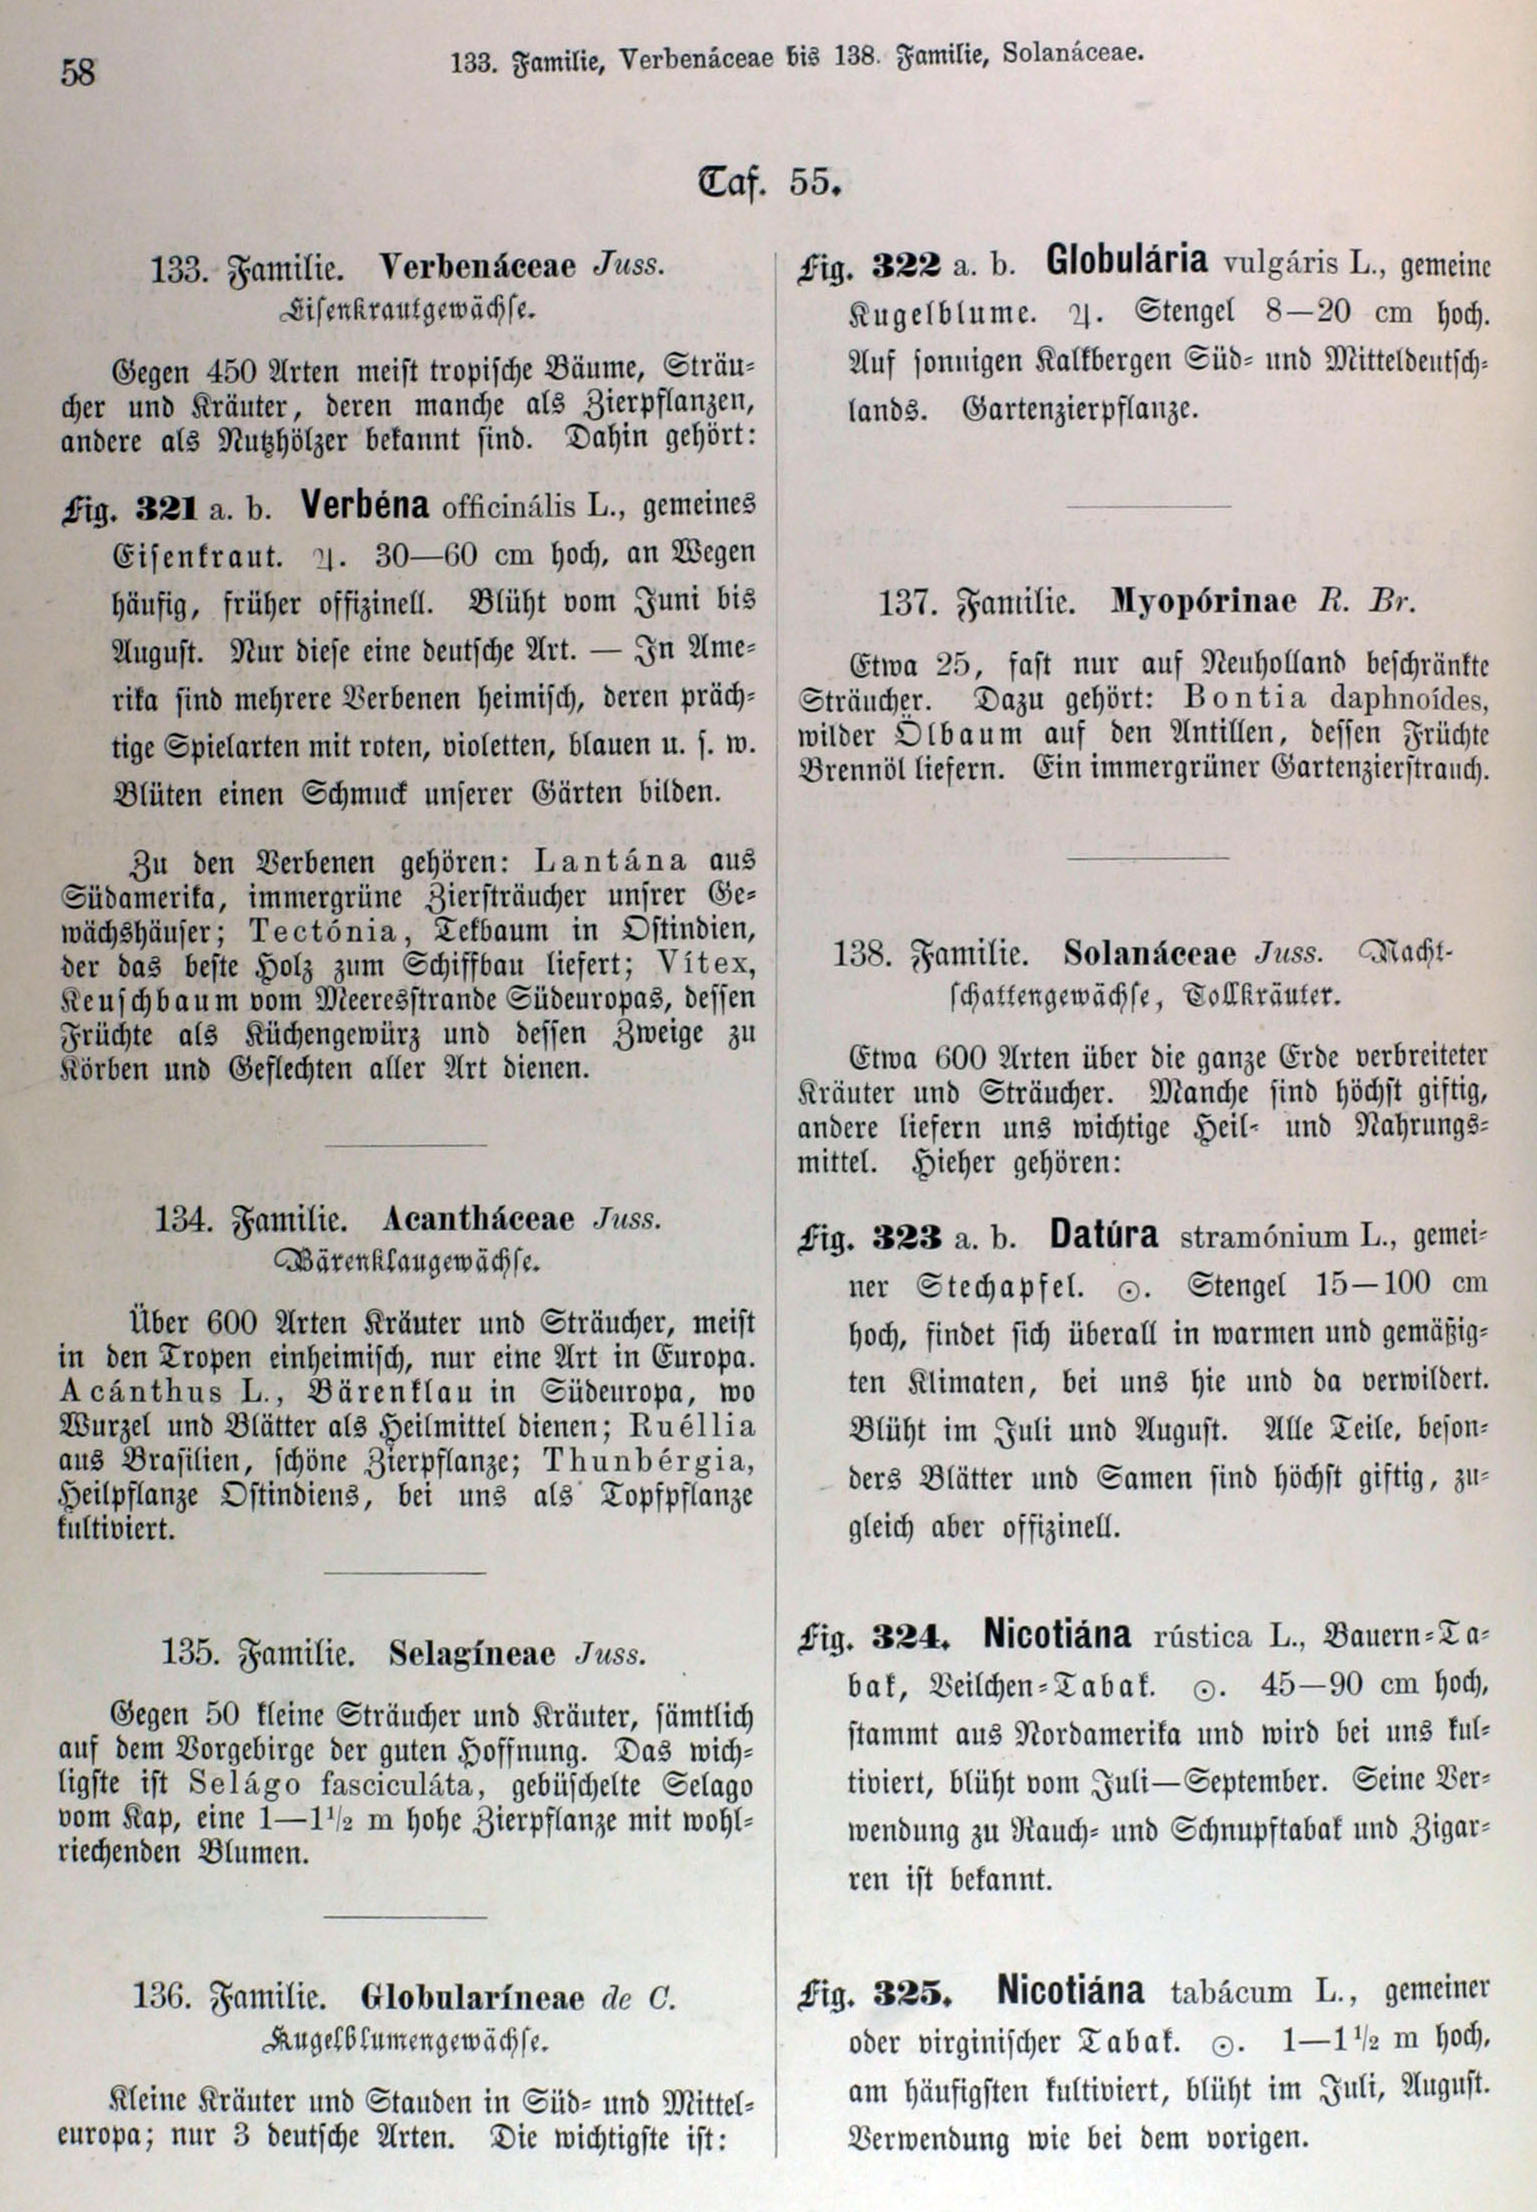 58
133. Familie, Verbenáceae bis 138. Familie, Solanáceae.
Taf. 55.
133. Familie. Verbenáceae Juss.
Eisenkrautgewächse.
Gegen 450 Arten meist tropische Bäume, Sträu-
cher und Kräuter, deren manche als Zierpflanzen,
andere als Nutzhölzer bekannt sind. Dahin gehört:
Fig. 321 a. b. Verbéna officinális L., gemeines
Eisenkraut. ♃. 30—60 cm hoch, an Wegen
häufig, früher offizinell. Blüht vom Juni bis
August. Nur diese eine deutsche Art. — In Ame-
rika sind mehrere Verbenen heimisch, deren präch-
tige Spielarten mit roten, violetten, blauen u. s. w.
Blüten einen Schmuck unserer Gärten bilden.
Zu den Verbenen gehören: Lantána aus
Südamerika, immergrüne Ziersträucher unsrer Ge-
wächshäuser; Tectónia, Tekbaum in Ostindien,
der das beste Holz zum Schiffbau liefert; Vítex,
Keuschbaum vom Meeresstrande Südeuropas, dessen
Früchte als Küchengewürz und dessen Zweige zu
Körben und Geflechten aller Art dienen.
134. Familie. Acantháceae Juss.
Bärenklaugewächse.
Über 600 Arten Kräuter und Sträucher, meist
in den Tropen einheimisch, nur eine Art in Europa.
Acánthus L., Bärenklau in Südeuropa, wo
Wurzel und Blätter als Heilmittel dienen; Ruéllia
aus Brasilien, schöne Zierpflanze; Thunbérgia,
Heilpflanze Ostindiens, bei uns als Topfpflanze
kultiviert.
135. Familie. Selagíneae Juss.
Gegen 50 kleine Sträucher und Kräuter, sämtlich
auf dem Vorgebirge der guten Hoffnung. Das wich-
tigste ist Selágo fasciculáta, gebüschelte Selago
vom Kap, eine 1—1½ m hohe Zierpflanze mit wohl-
riechenden Blumen.
136. Familie. Globularíneae de C.
Kugelblumengewächse.
Kleine Kräuter und Stauden in Süd- und Mittel-
europa; nur 3 deutsche Arten. Die wichtigste ist:
Fig. 322 a. b. Globulária vulgáris L., gemeine
Kugelblume. ♃. Stengel 8—20 cm hoch.
Auf sonnigen Kalkbergen Süd- und Mitteldeutsch-
lands. Gartenzierpflanze.
137. Familie. Myopórinae R. Br.
Etwa 25, fast nur auf Neuholland beschränkte
Sträucher. Dazu gehört: Bontia daphnoídes,
wilder Ölbaum auf den Antillen, dessen Früchte
Brennöl liefern. Ein immergrüner Gartenzierstrauch.
138. Familie. Solanáceae Juss. Nacht-
schattengewächse, Tollkräuter.
Etwa 600 Arten über die ganze Erde verbreiteter
Kräuter und Sträucher. Manche sind höchst giftig,
andere liefern uns wichtige Heil- und Nahrungs-
mittel. Hieher gehören:
Fig. 323 a. b. Datúra stramónium L., gemei-
ner Stechapfel. ⊙. Stengel 15—100 cm
hoch, findet sich überall in warmen und gemäßig-
ten Klimaten, bei uns hie und da verwildert.
Blüht im Juli und August. Alle Teile, beson-
ders Blätter und Samen sind höchst giftig, zu-
gleich aber offizinell.
Fig. 324. Nicotiána rústica L., Bauern-Ta-
bak, Veilchen-Tabak. ⊙. 45—90 cm hoch,
stammt aus Nordamerika und wird bei uns kul-
tiviert, blüht vom Juli—September. Seine Ver-
wendung zu Rauch- und Schnupftabak und Zigar-
ren ist bekannt.
Fig. 325. Nicotiána tabácum L., gemeiner
oder virginischer Tabak. ⊙. 1—1½ m hoch,
am häufigsten kultiviert, blüht im Juli, August.
Verwendung wie bei dem vorigen.